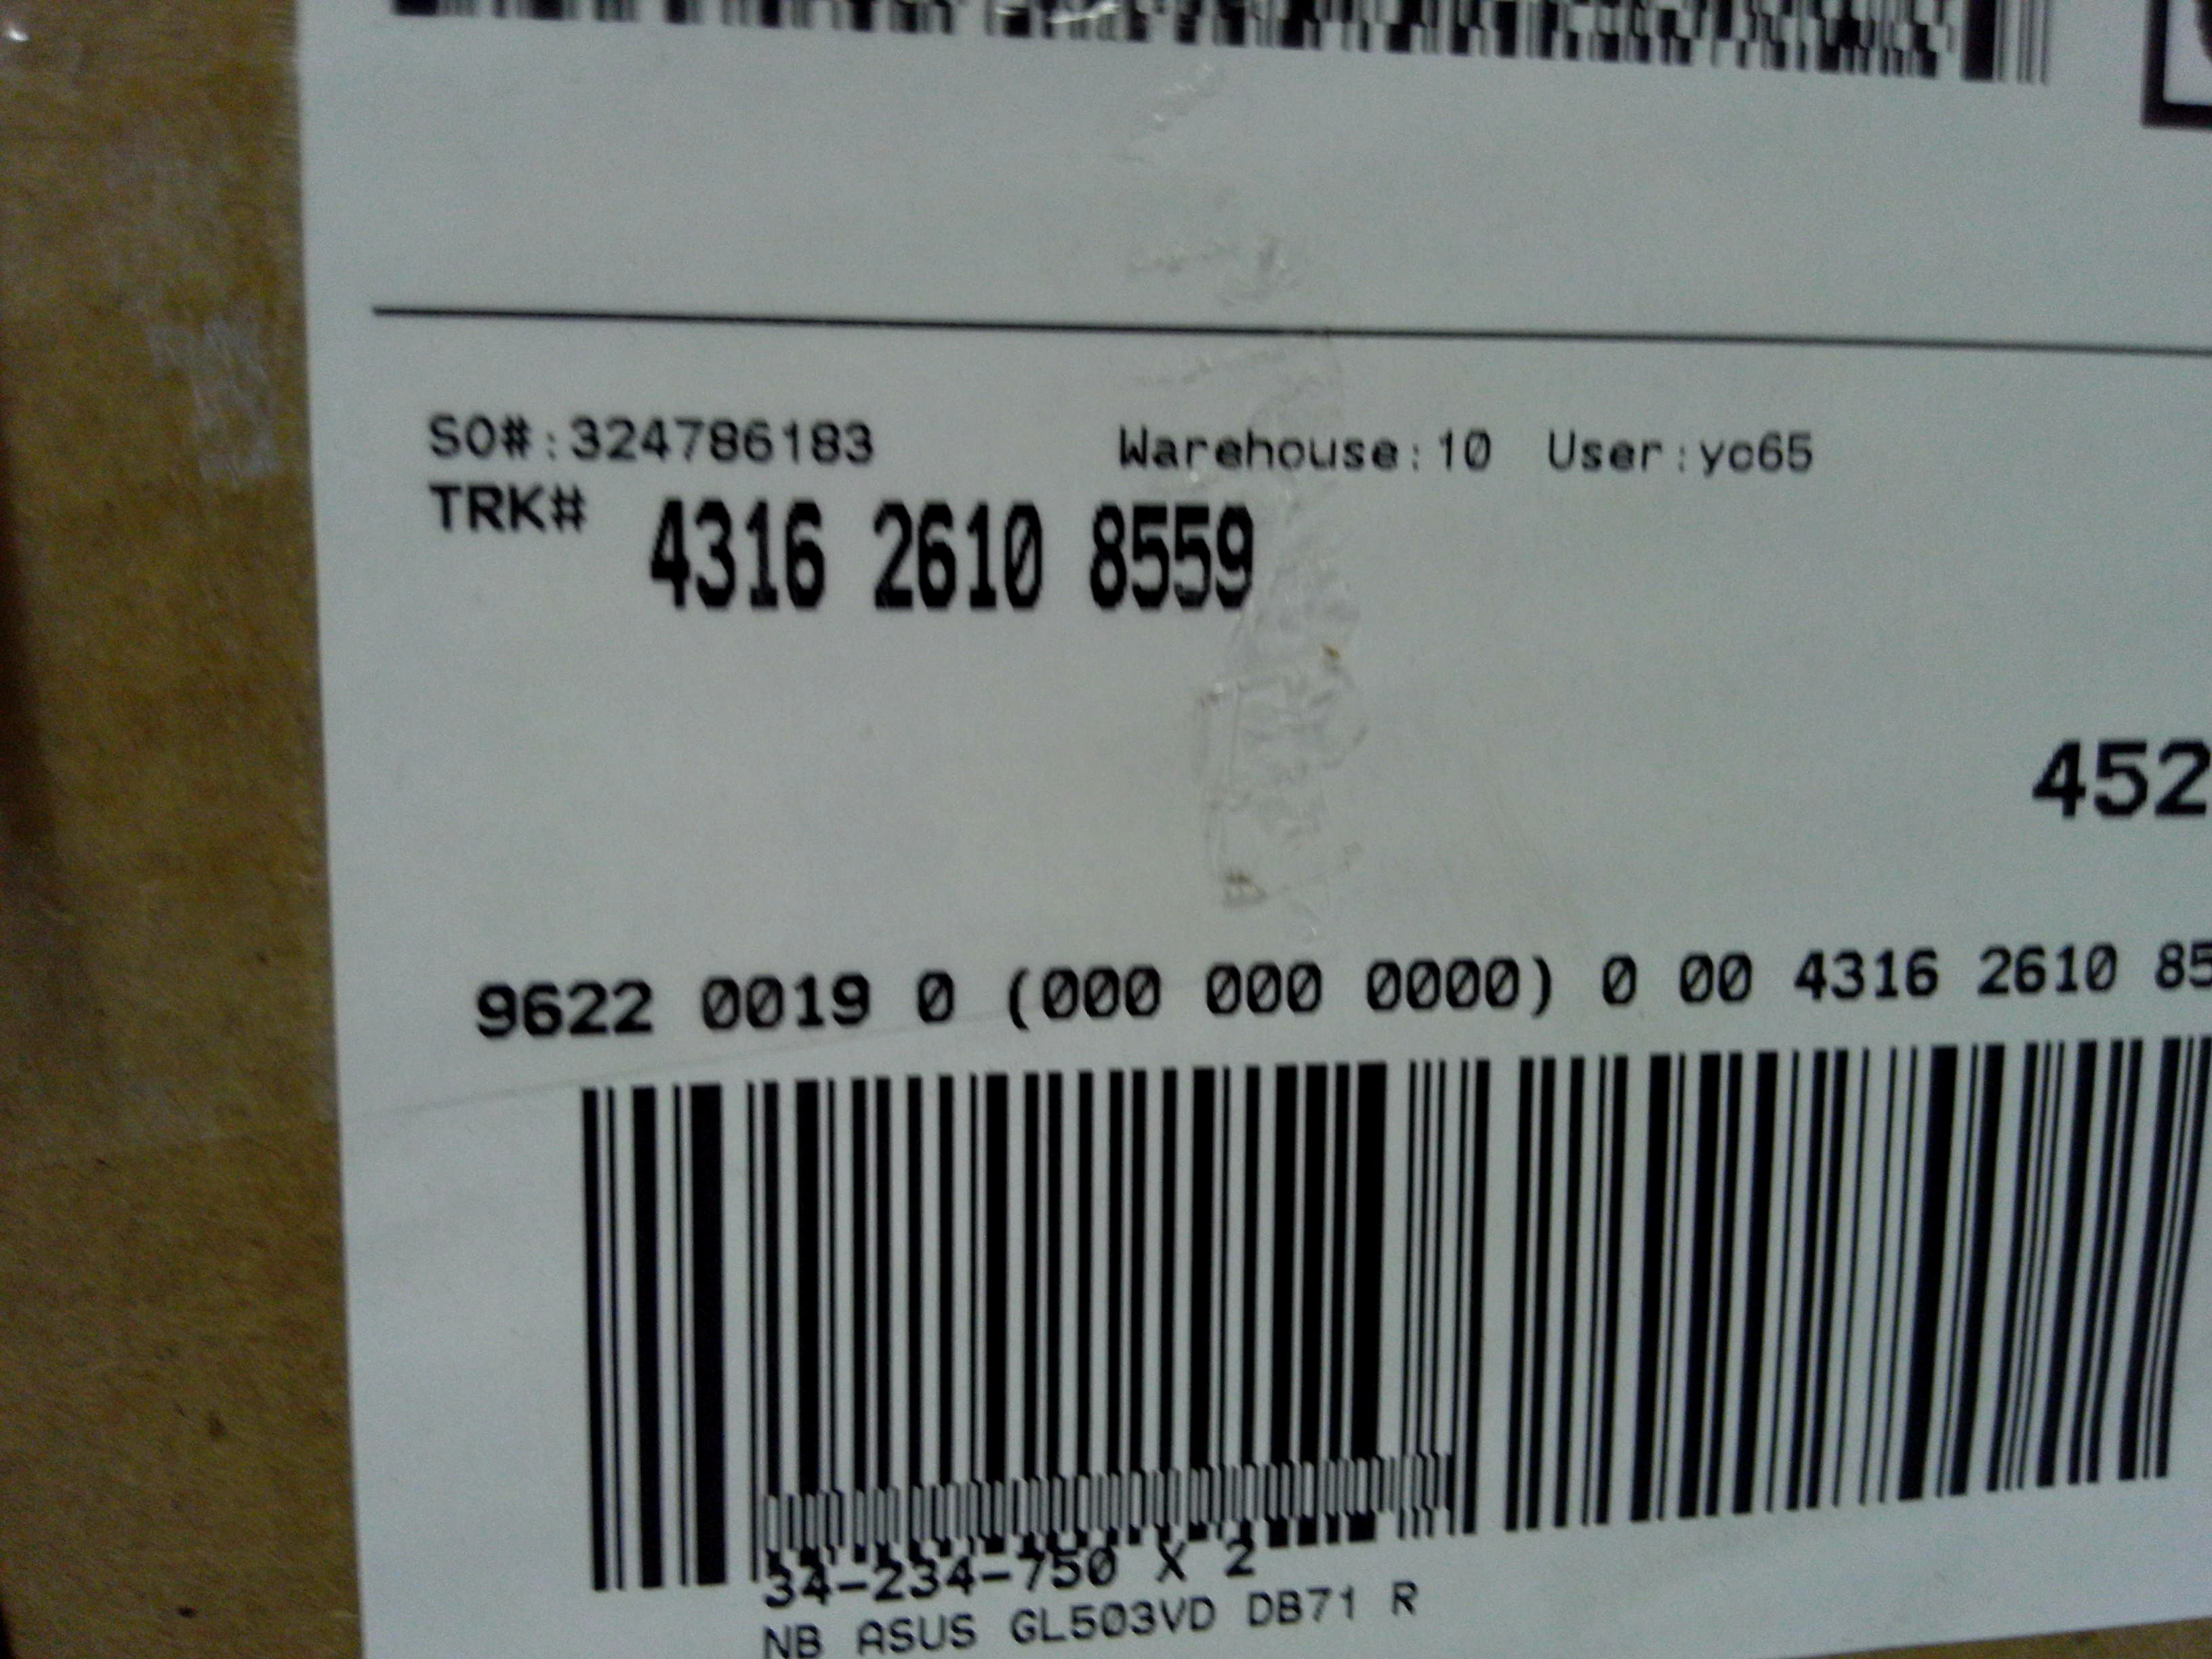 SO#:324786183 Warehouse:10 User:yc65
TRK# 4316 2610 8559
452
9622 0019 0 (000 000 0000) 0 00 4316 2610 85
34-234-750 X 2
NB ASUS GL503VD DB71 R